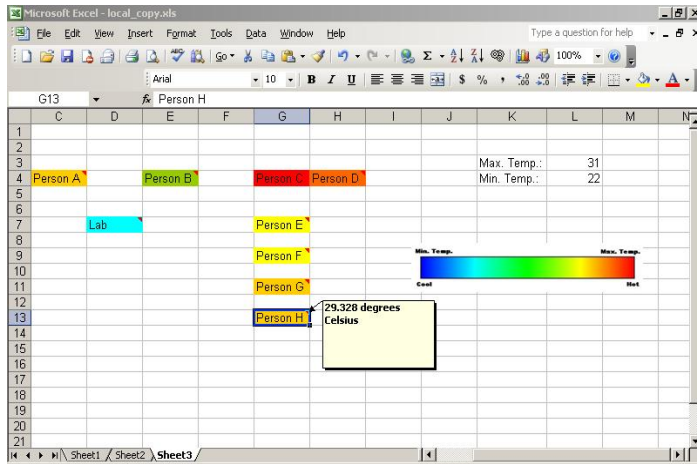 Microsoft Excel - local_copy.xls
File Edit View Insert Format Tools Data Window Help Type a question for help
Go 100%
Arial 10 B I U $ % ,
G13 fx Person H
C D E F G H I J K L M N
1
2
3 Max. Temp.: 31
4 Person A Person B Person C Person D Min. Temp.: 22
5
6
7 Lab Person E
8
9 Person F Min. Temp. Max. Temp.
10
11 Person G Cool Hot
12
13 Person H 29.328 degrees
Celsius
14
15
16
17
18
19
20
21
Sheet1 Sheet2 Sheet3